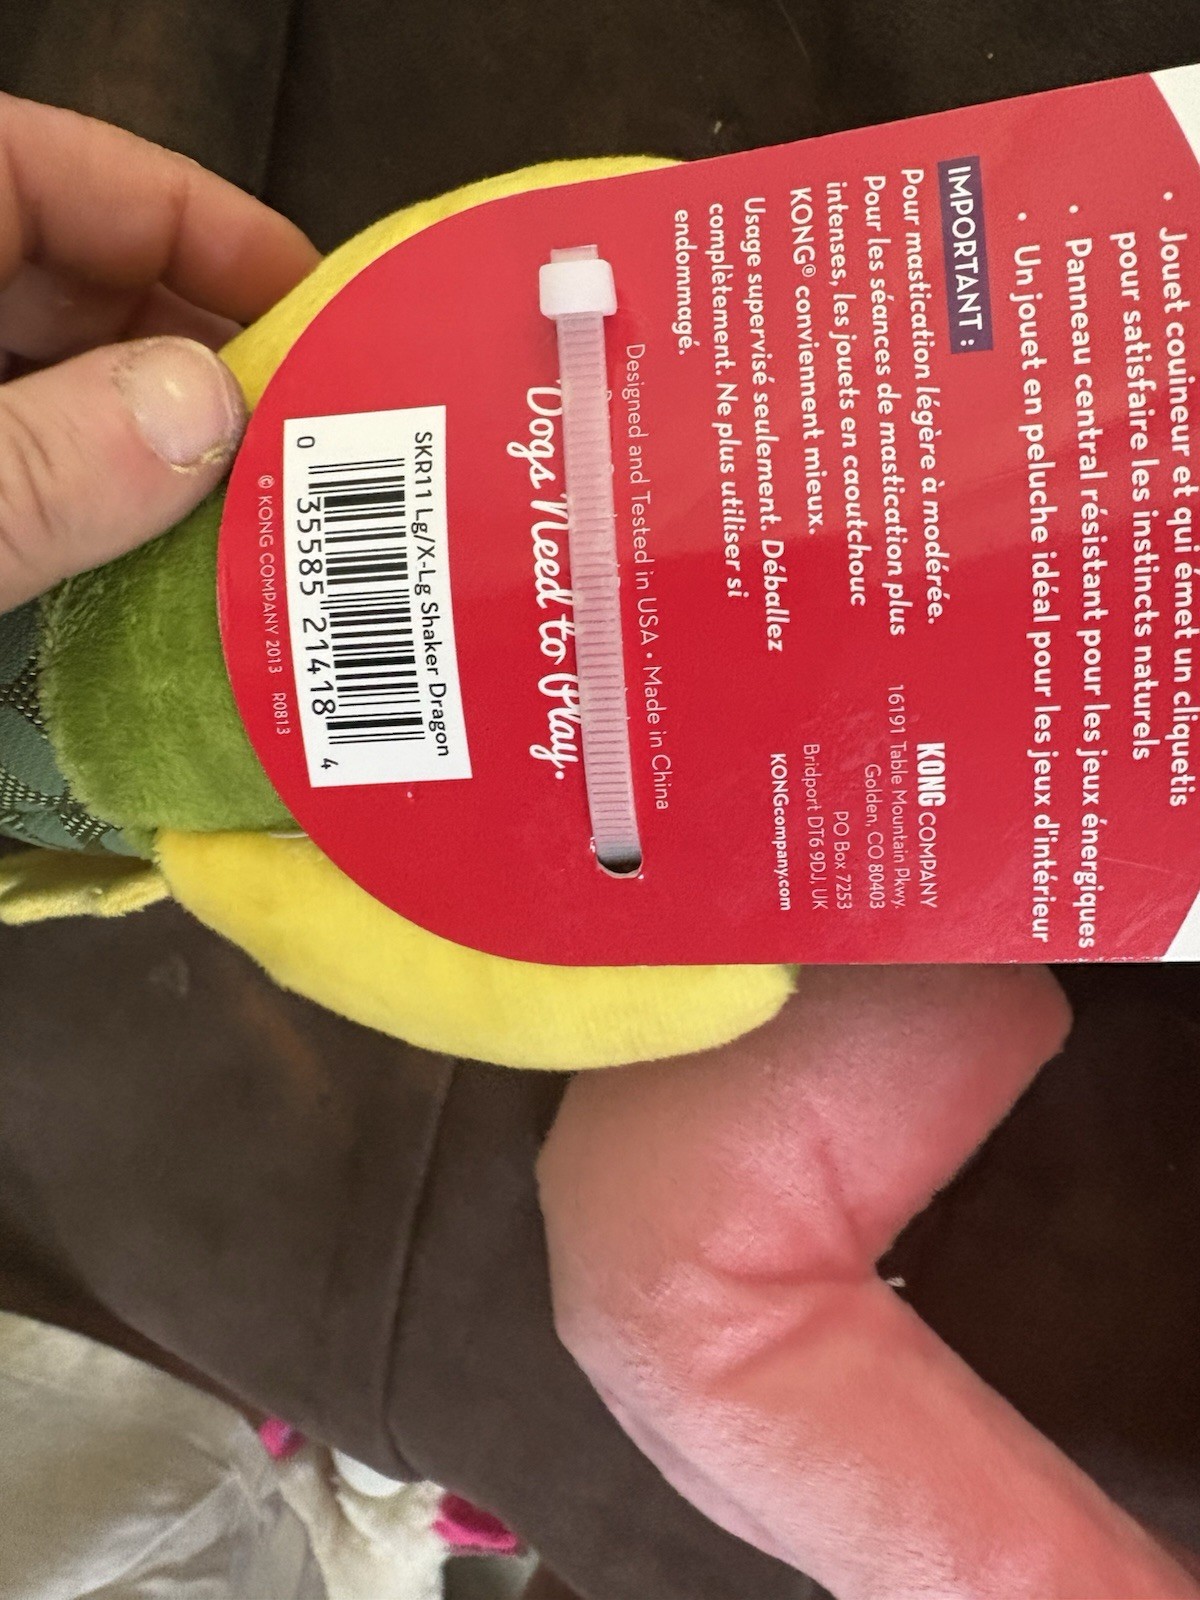 • Jouet couineur et qui émet un cliquetis
pour satisfaire les instincts naturels
• Panneau central résistant pour les jeux énergiques
• Un jouet en peluche idéal pour les jeux d'intérieur
IMPORTANT :
Pour mastication légère à modérée.
Pour les séances de mastication plus
intenses, les jouets en caoutchouc
KONG® conviennent mieux.
Usage supervisé seulement. Déballez
complètement. Ne plus utiliser si
endommagé.
KONG COMPANY
16191 Table Mountain Pkwy.
Golden, CO 80403
PO Box 7253
Bridport DT6 9DJ, UK
KONGcompany.com
Designed and Tested in USA • Made in China
Dogs Need to Play.
SKR11 Lg/X-Lg Shaker Dragon
0 35585 21418 4
© KONG COMPANY 2013 R0813